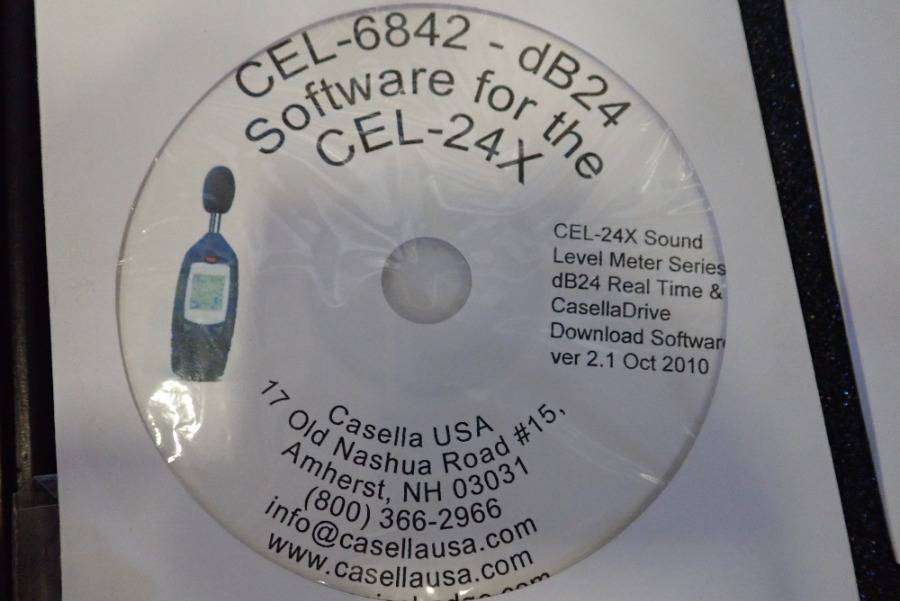 CEL-6842 - dB24
Software for the
CEL-24X
CEL-24X Sound
Level Meter Series
dB24 Real Time &
CasellaDrive
Download Softwar
ver 2.1 Oct 2010
Casella USA
17 Old Nashua Road #15,
Amherst, NH 03031
(800) 366-2966
info@casellausa.com
www.casellausa.com